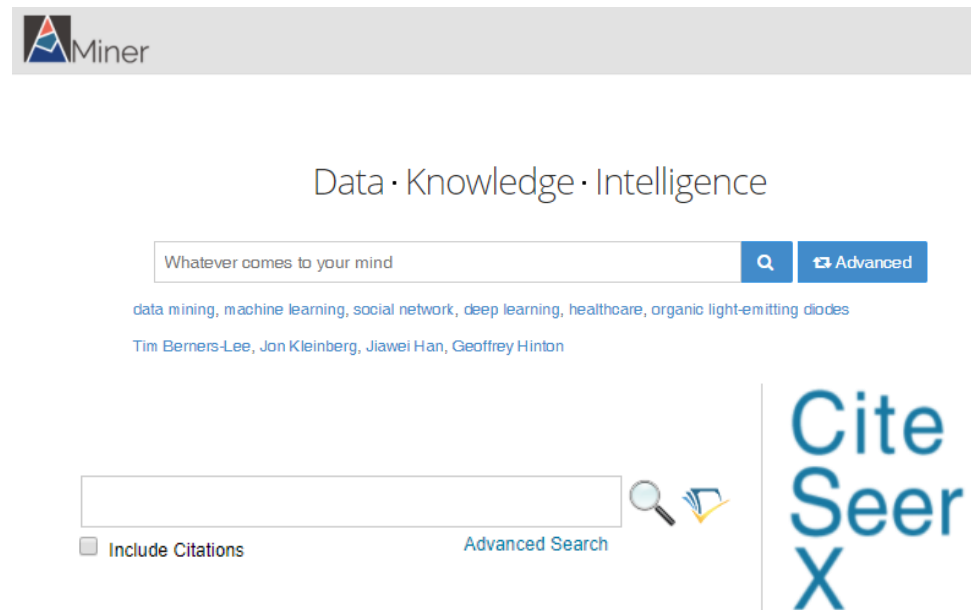 AMiner
Data · Knowledge · Intelligence
Whatever comes to your mind
Advanced
data mining, machine learning, social network, deep learning, healthcare, organic light-emitting diodes
Tim Berners-Lee, Jon Kleinberg, Jiawei Han, Geoffrey Hinton
Cite
Seer
X
Include Citations
Advanced Search